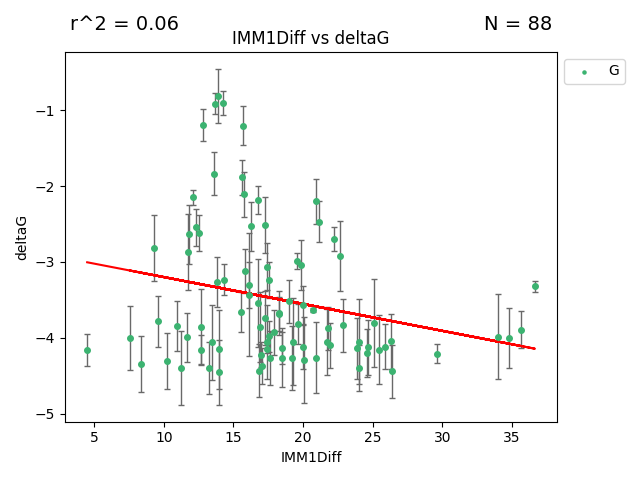 r^2 = 0.06
N = 88
IMM1Diff vs deltaG
G
deltaG
−1
−2
−3
−4
−5
5 10 15 20 25 30 35
IMM1Diff